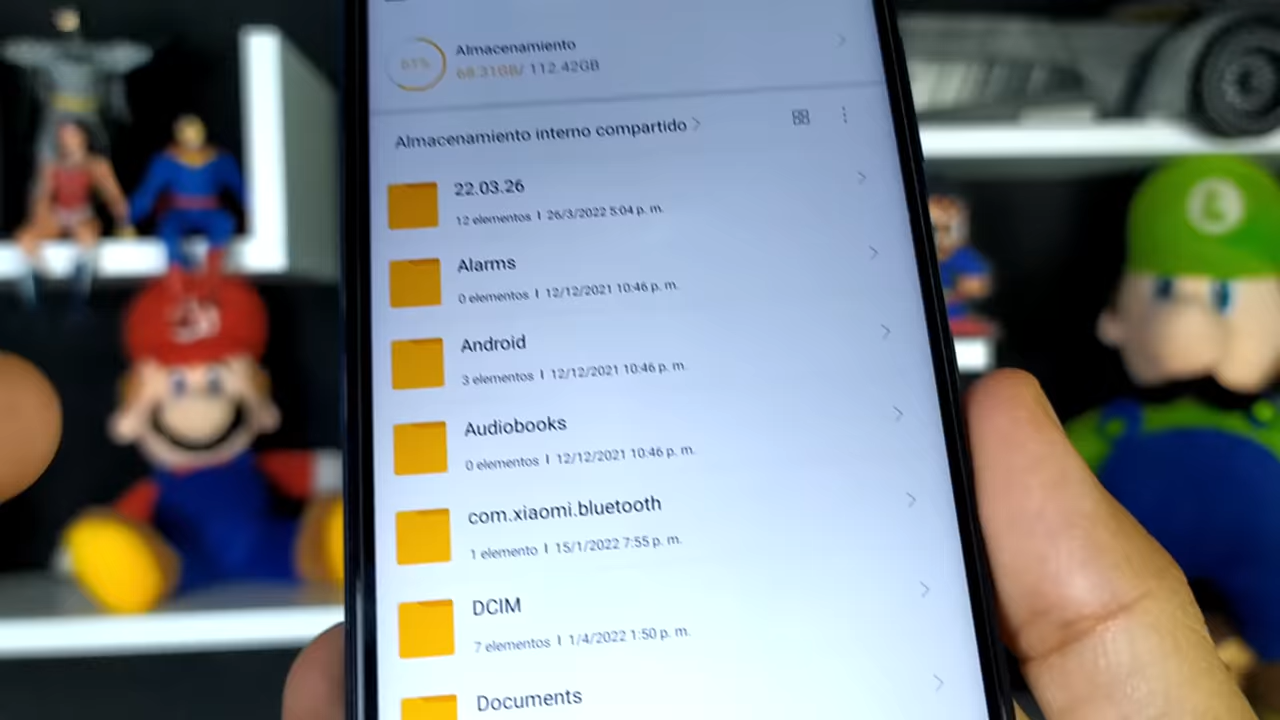 61%
Almacenamiento
68.31GB/ 112.42GB
Almacenamiento interno compartido
22.03.26
12 elementos | 26/3/2022 5:04 p. m.
Alarms
0 elementos | 12/12/2021 10:46 p. m.
Android
3 elementos | 12/12/2021 10:46 p. m.
Audiobooks
0 elementos | 12/12/2021 10:46 p. m.
com.xiaomi.bluetooth
1 elemento | 15/1/2022 7:55 p. m.
DCIM
7 elementos | 1/4/2022 1:50 p. m.
Documents
L